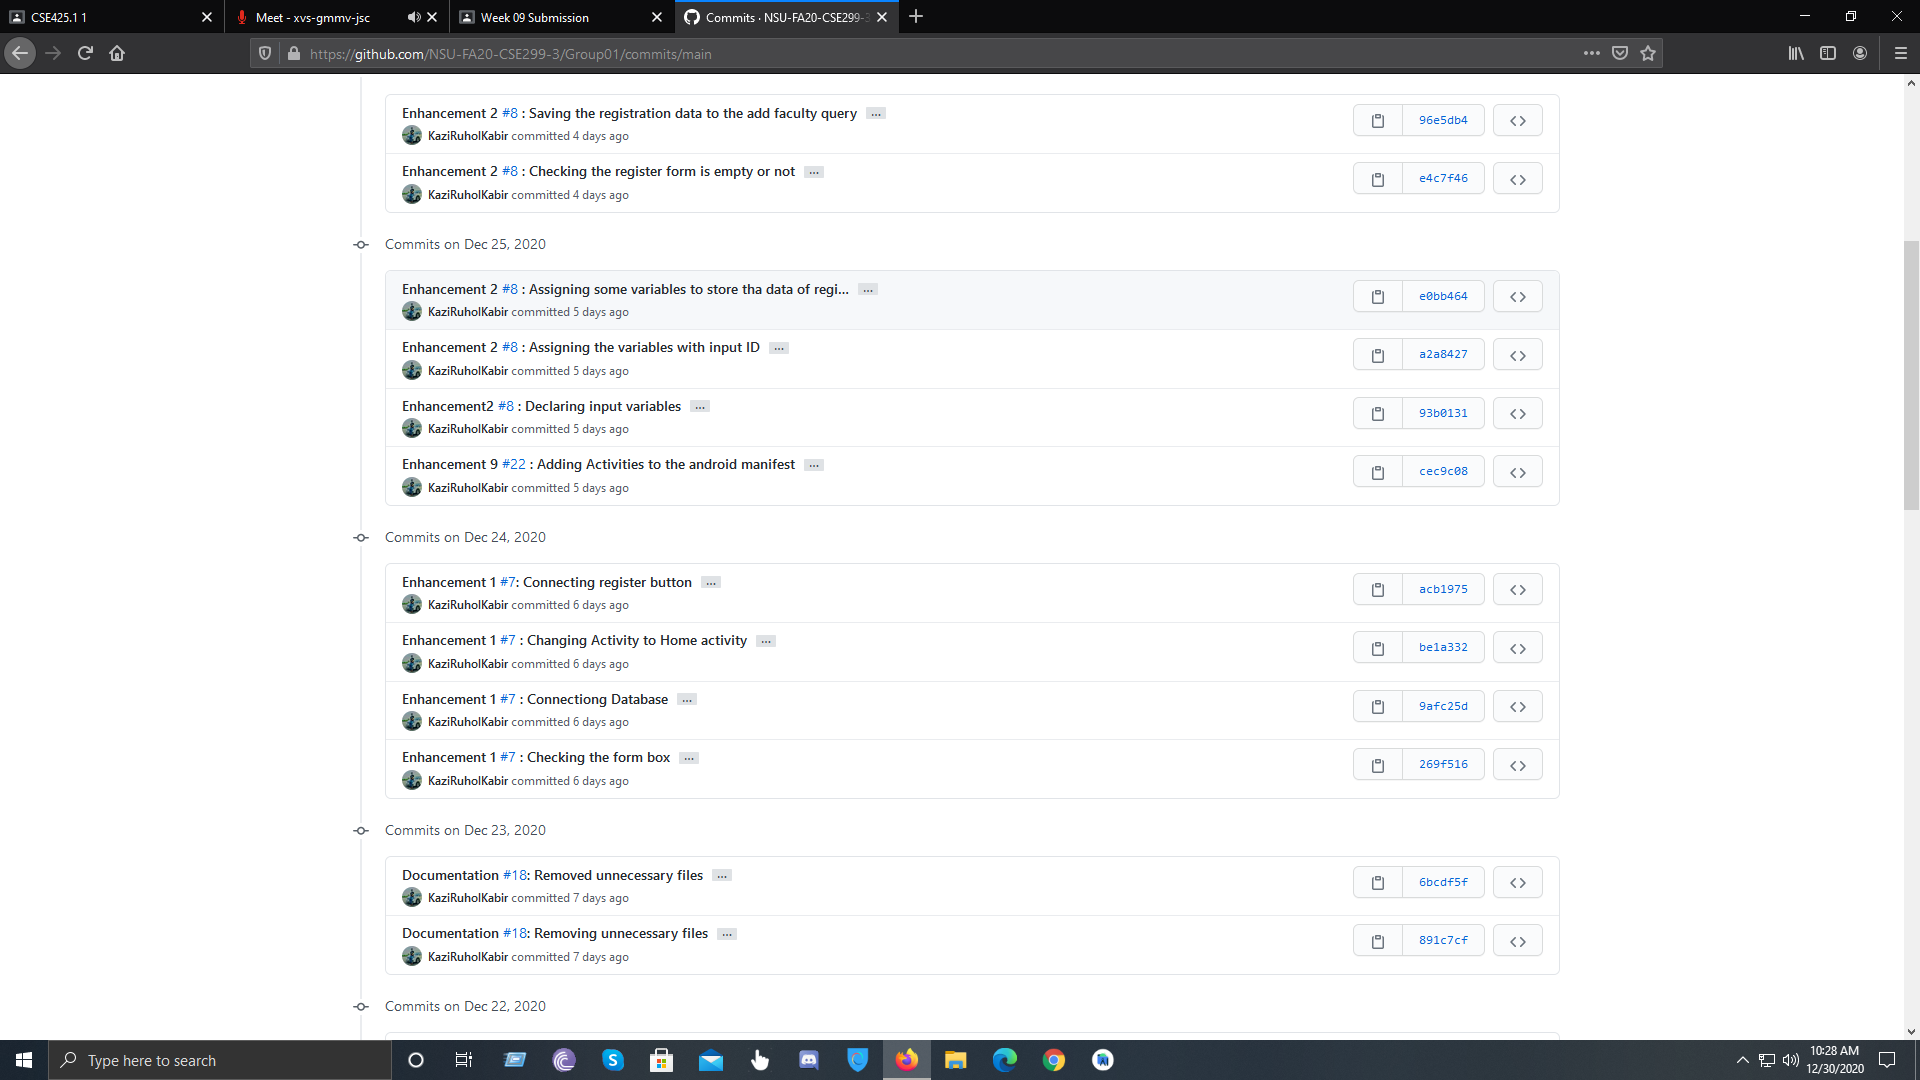 CSE425.1 1
Meet - xvs-gmmv-jsc
Week 09 Submission
Commits · NSU-FA20-CSE299-3
https://github.com/NSU-FA20-CSE299-3/Group01/commits/main
Enhancement 2 #8 : Saving the registration data to the add faculty query ...
96e5db4
KaziRuholKabir committed 4 days ago
Enhancement 2 #8 : Checking the register form is empty or not ...
e4c7f46
KaziRuholKabir committed 4 days ago
Commits on Dec 25, 2020
Enhancement 2 #8 : Assigning some variables to store tha data of regi... ...
e0bb464
KaziRuholKabir committed 5 days ago
Enhancement 2 #8 : Assigning the variables with input ID ...
a2a8427
KaziRuholKabir committed 5 days ago
Enhancement2 #8 : Declaring input variables ...
93b0131
KaziRuholKabir committed 5 days ago
Enhancement 9 #22 : Adding Activities to the android manifest ...
cec9c08
KaziRuholKabir committed 5 days ago
Commits on Dec 24, 2020
Enhancement 1 #7: Connecting register button ...
acb1975
KaziRuholKabir committed 6 days ago
Enhancement 1 #7 : Changing Activity to Home activity ...
be1a332
KaziRuholKabir committed 6 days ago
Enhancement 1 #7 : Connectiong Database ...
9afc25d
KaziRuholKabir committed 6 days ago
Enhancement 1 #7 : Checking the form box ...
269f516
KaziRuholKabir committed 6 days ago
Commits on Dec 23, 2020
Documentation #18: Removed unnecessary files ...
6bcdf5f
KaziRuholKabir committed 7 days ago
Documentation #18: Removing unnecessary files ...
891c7cf
KaziRuholKabir committed 7 days ago
Commits on Dec 22, 2020
Type here to search
10:28 AM
12/30/2020